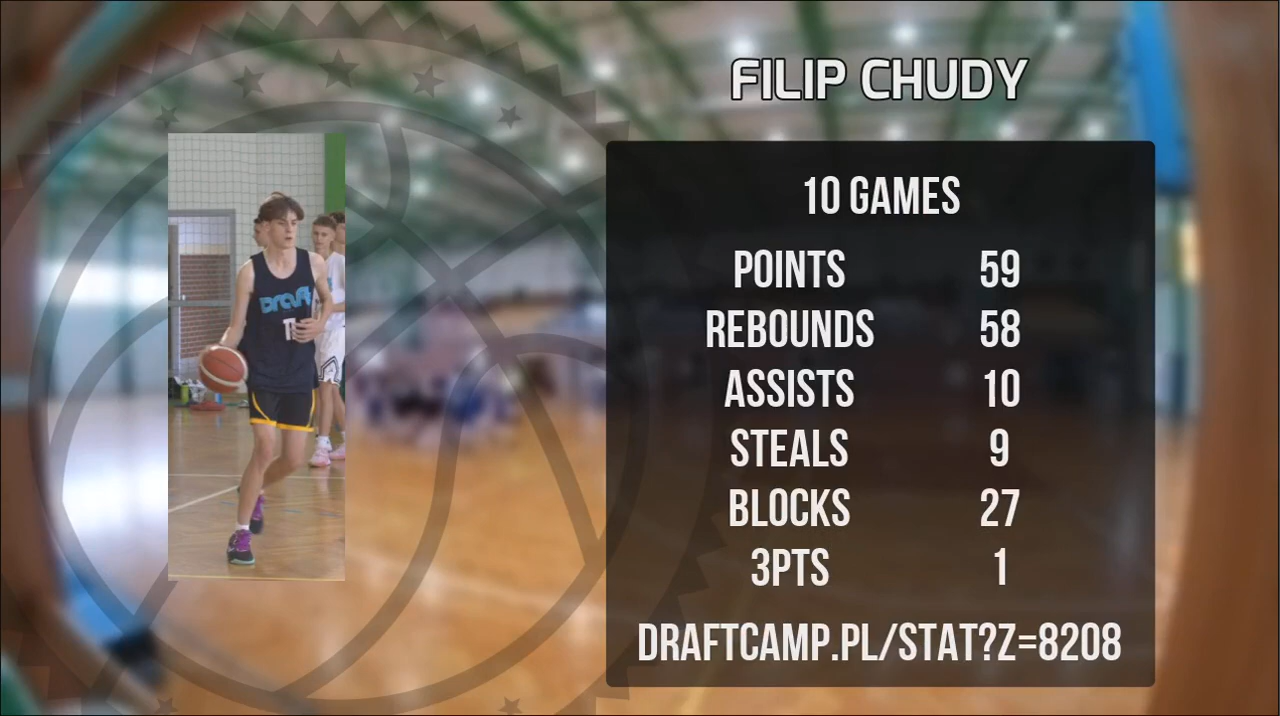 FILIP CHUDY
10 GAMES
POINTS 59
REBOUNDS 58
ASSISTS 10
STEALS 9
BLOCKS 27
3PTS 1
DRAFTCAMP.PL/STAT?Z=8208
Draft